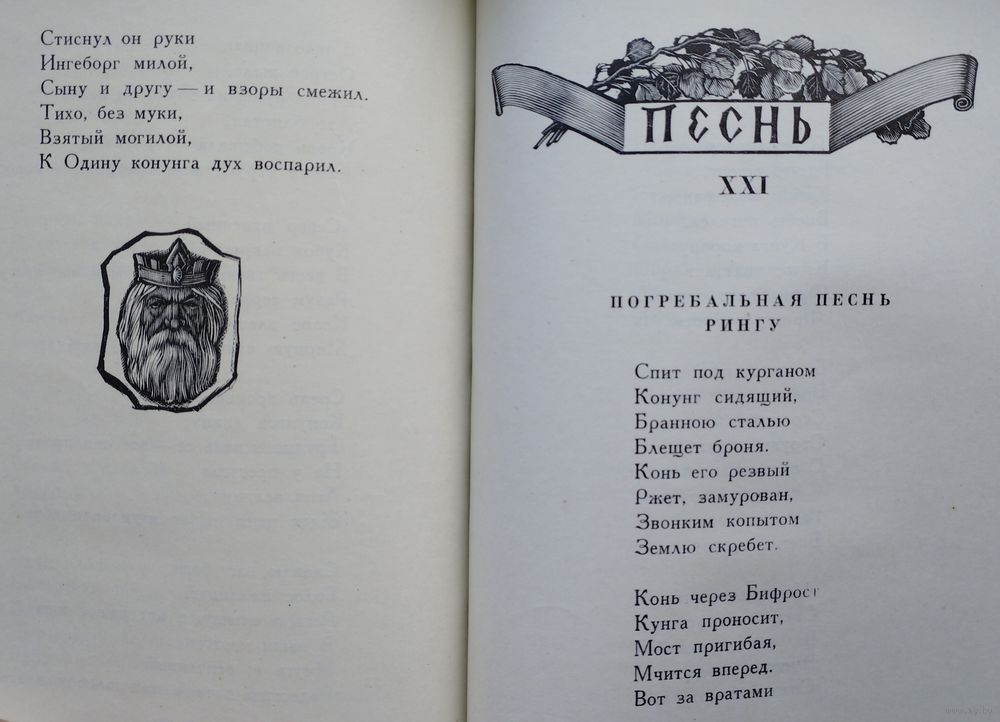 Стиснул он руки
Ингеборг милой,
Сыну и другу — и взоры смежил.
Тихо, без муки,
Взятый могилой,
К Одину конунга дух воспарил.
ПЕСНЬ
XXI
ПОГРЕБАЛЬНАЯ ПЕСНЬ
РИНГУ
Спит под курганом
Конунг сидящий,
Бранною сталью
Блещет броня.
Конь его резвый
Ржет, замурован,
Звонким копытом
Землю скребет.
Конь через Бифрост
Кунга проносит,
Мост пригибая,
Мчится вперед.
Вот за вратами